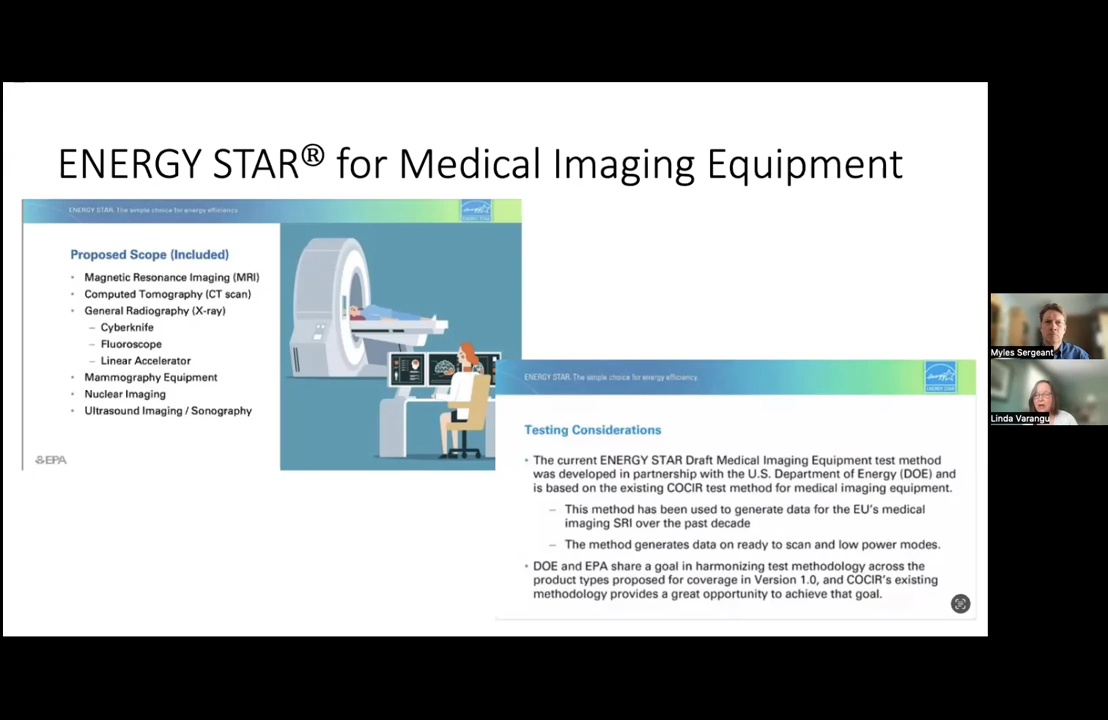 ENERGY STAR® for Medical Imaging Equipment
ENERGY STAR. The simple choice for energy efficiency.
Proposed Scope (Included)
• Magnetic Resonance Imaging (MRI)
• Computed Tomography (CT scan)
• General Radiography (X-ray)
– Cyberknife
– Fluoroscope
– Linear Accelerator
• Mammography Equipment
• Nuclear Imaging
• Ultrasound Imaging / Sonography
EPA
ENERGY STAR. The simple choice for energy efficiency.
ENERGY STAR
Testing Considerations
• The current ENERGY STAR Draft Medical Imaging Equipment test method
was developed in partnership with the U.S. Department of Energy (DOE) and
is based on the existing COCIR test method for medical imaging equipment.
– This method has been used to generate data for the EU's medical
imaging SRI over the past decade
– The method generates data on ready to scan and low power modes.
• DOE and EPA share a goal in harmonizing test methodology across the
product types proposed for coverage in Version 1.0, and COCIR's existing
methodology provides a great opportunity to achieve that goal.
Myles Sergeant
Linda Varangu